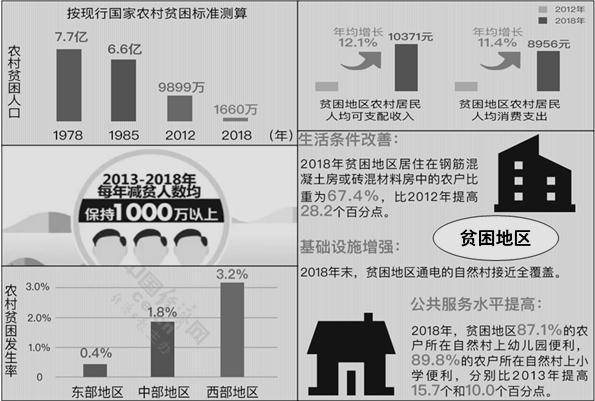 按现行国家农村贫困标准测算
农村贫困人口
7.7亿
6.6亿
9899万
1660万
1978
1985
2012
2018
(年)
2012年
2018年
年均增长
12.1%
10371元
年均增长
11.4%
8956元
贫困地区农村居民
人均可支配收入
贫困地区农村居民
人均消费支出
2013-2018年
每年减贫人数均
保持1000万以上
生活条件改善：
2018年贫困地区居住在钢筋混
凝土房或砖混材料房中的农户比
重为67.4%，比2012年提高
28.2个百分点。
贫困地区
基础设施增强：
2018年末，贫困地区通电的自然村接近全覆盖。
公共服务水平提高：
2018年，贫困地区87.1%的农
户所在自然村上幼儿园便利，
89.8%的农户所在自然村上小
学便利，分别比2013年提高
15.7个和10.0个百分点。
农村贫困发生率
3.0%
2.0%
1.0%
0
0.4%
1.8%
3.2%
东部地区
中部地区
西部地区